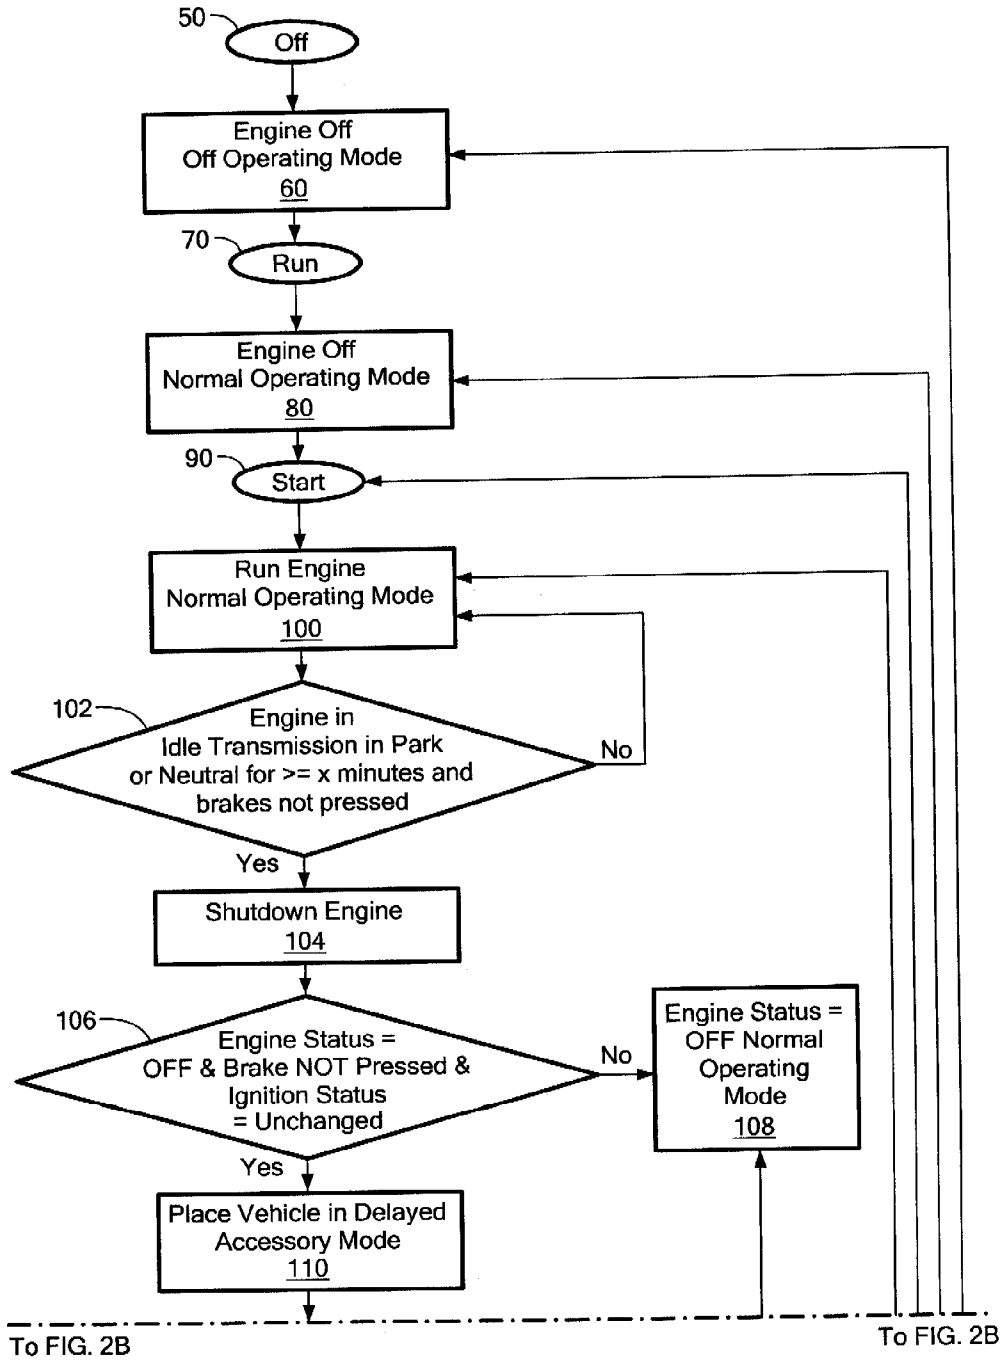 50
Off
Engine Off
Off Operating Mode
60
70
Run
Engine Off
Normal Operating Mode
80
90
Start
Run Engine
Normal Operating Mode
100
102
Engine in
Idle Transmission in Park
or Neutral for >= x minutes and
brakes not pressed
No
Yes
Shutdown Engine
104
106
Engine Status =
OFF & Brake NOT Pressed &
Ignition Status
= Unchanged
No
Engine Status =
OFF Normal
Operating
Mode
108
Yes
Place Vehicle in Delayed
Accessory Mode
110
To FIG. 2B
To FIG. 2B